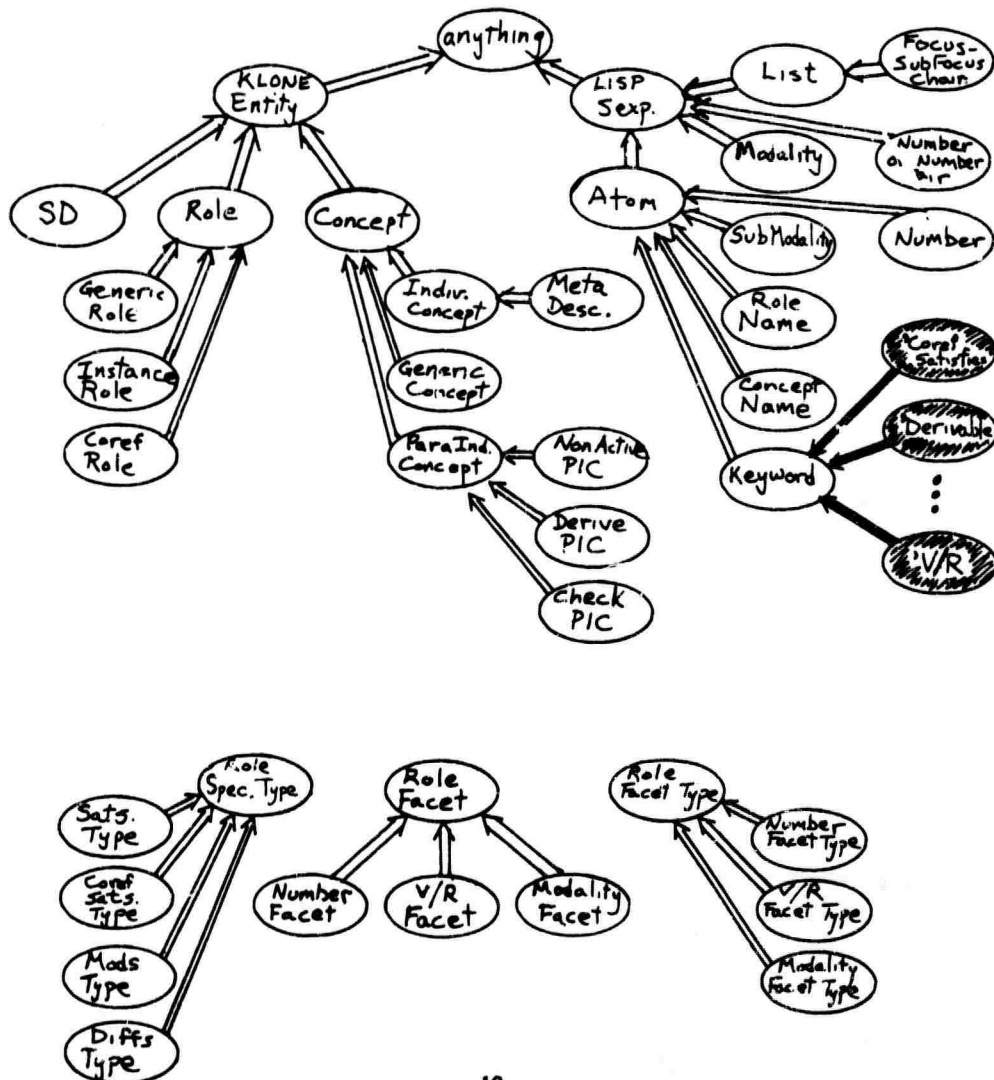 anything
KLONE
Entity
LISP
Sexp.
List
Focus-
SubFocus
SD
Role
Concept
Atom
Modality
Number
or Number
SubModality
Number
Generic
Role
Indiv.
Concept
Meta
Desc.
Role
Name
Instance
Role
Generic
Concept
Concept
Name
Coref
Satisfies
Coref
Role
ParaInd.
Concept
NonActive
PIC
Keyword
Derivable
Derive
PIC
V/R
Check
PIC
Role
Spec. Type
Role
Facet
Role
Facet Type
Sats.
Type
Number
Facet Type
Coref
Sats.
Type
Number
Facet
V/R
Facet
Modality
Facet
V/R
Facet Type
Mods
Type
Modality
Facet Type
Diffs
Type